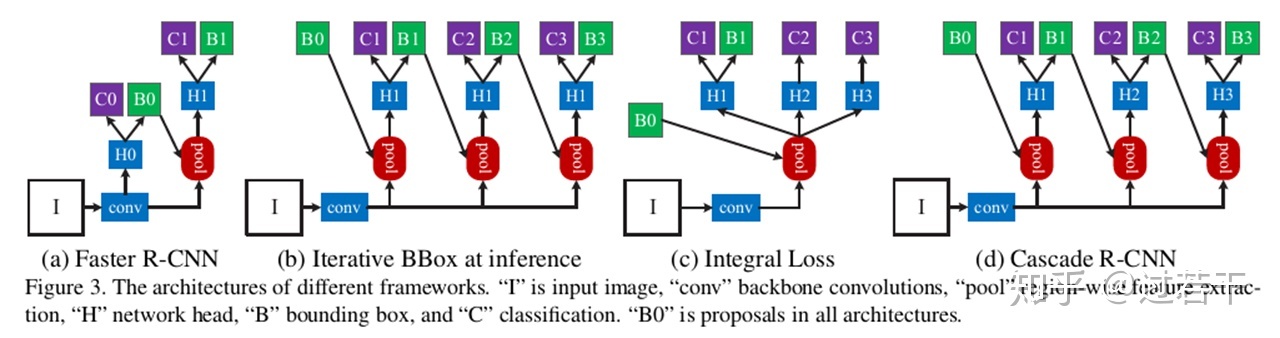 C1 B1 B0 C1 B1 C2 B2 C3 B3 C1 B1 C2 C3 B0 C1 B1 C2 B2 C3 B3
C0 B0 H1 H1 H1 H1 H1 H2 H3 H1 H2 H3
B0
H0 pool pool pool pool pool pool pool pool
I conv I conv I conv I conv
(a) Faster R-CNN (b) Iterative BBox at inference (c) Integral Loss (d) Cascade R-CNN
Figure 3. The architectures of different frameworks. “I” is input image, “conv” backbone convolutions, “pool” region-wise feature extrac-
tion, “H” network head, “B” bounding box, and “C” classification. “B0” is proposals in all architectures.
知乎 @过若干